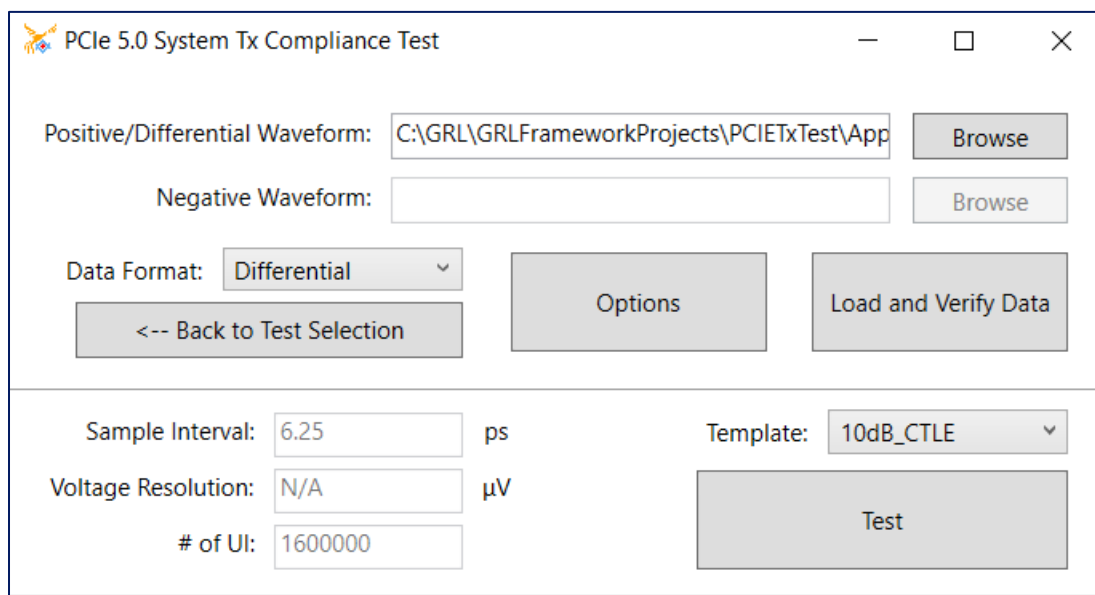 PCIe 5.0 System Tx Compliance Test
Positive/Differential Waveform: C:\GRL\GRLFrameworkProjects\PCIETxTest\App Browse
Negative Waveform: Browse
Data Format: Differential
<-- Back to Test Selection
Options
Load and Verify Data
Sample Interval: 6.25 ps
Voltage Resolution: N/A µV
# of UI: 1600000
Template: 10dB_CTLE
Test